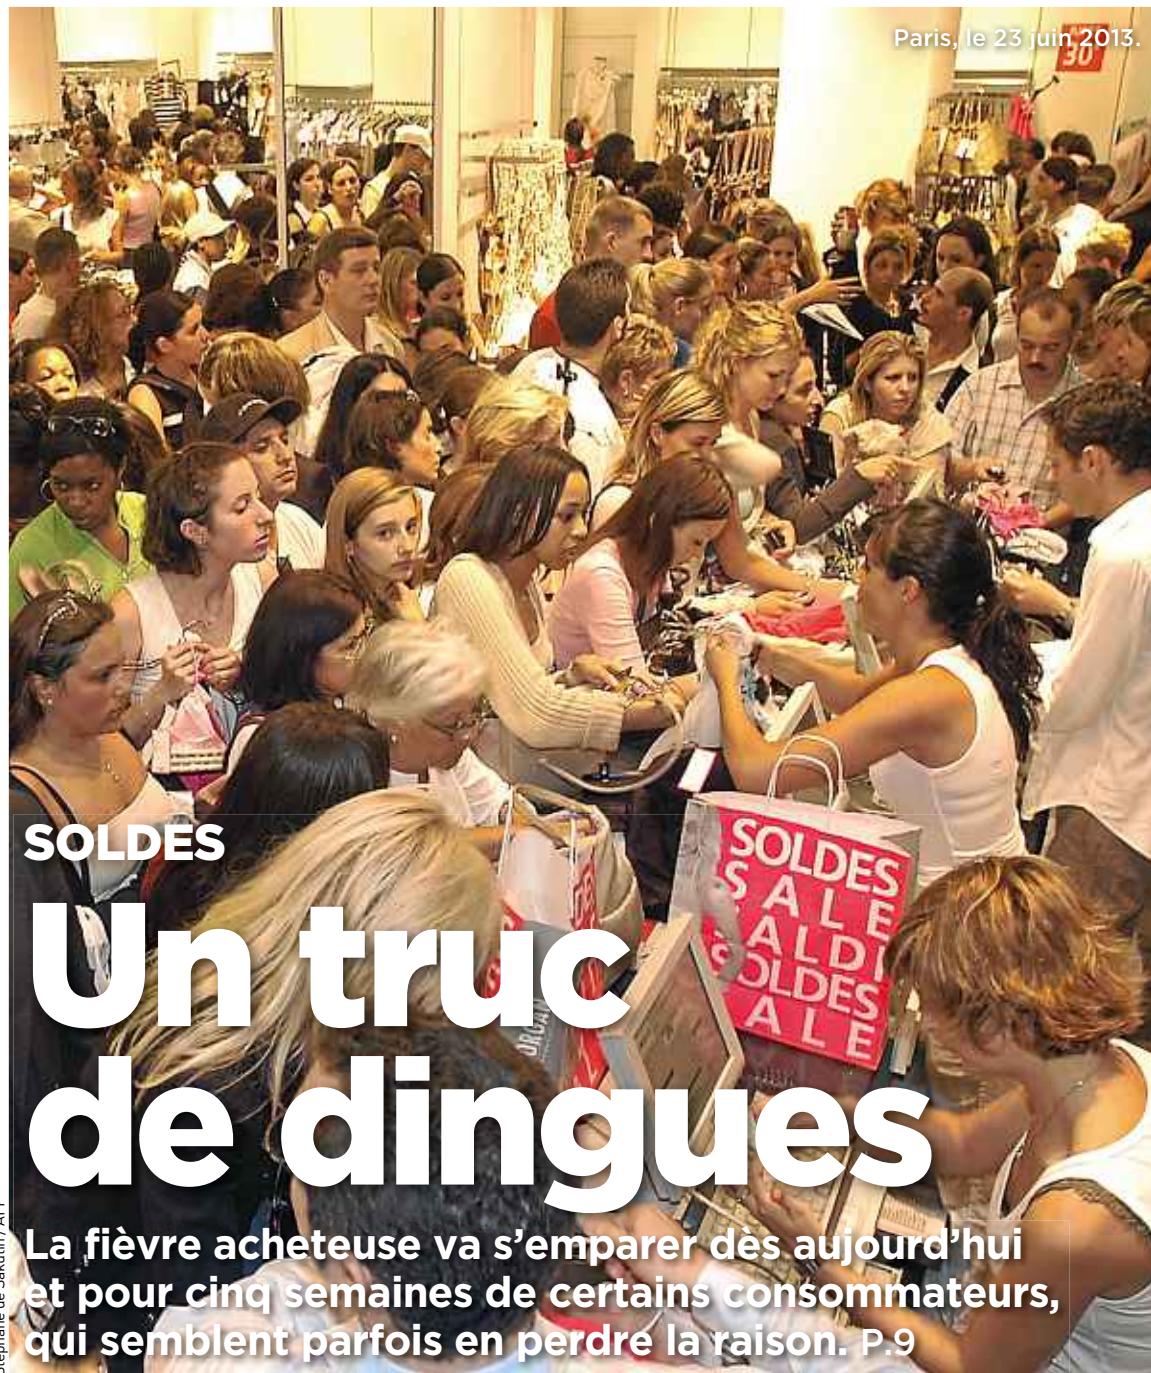 Paris, le 23 juin 2013.
30
SOLDES
SALE
SALDI
SOLDES
SALE
SOLDES
Un truc
de dingues
La fièvre acheteuse va s’emparer dès aujourd’hui
et pour cinq semaines de certains consommateurs,
qui semblent parfois en perdre la raison. P.9